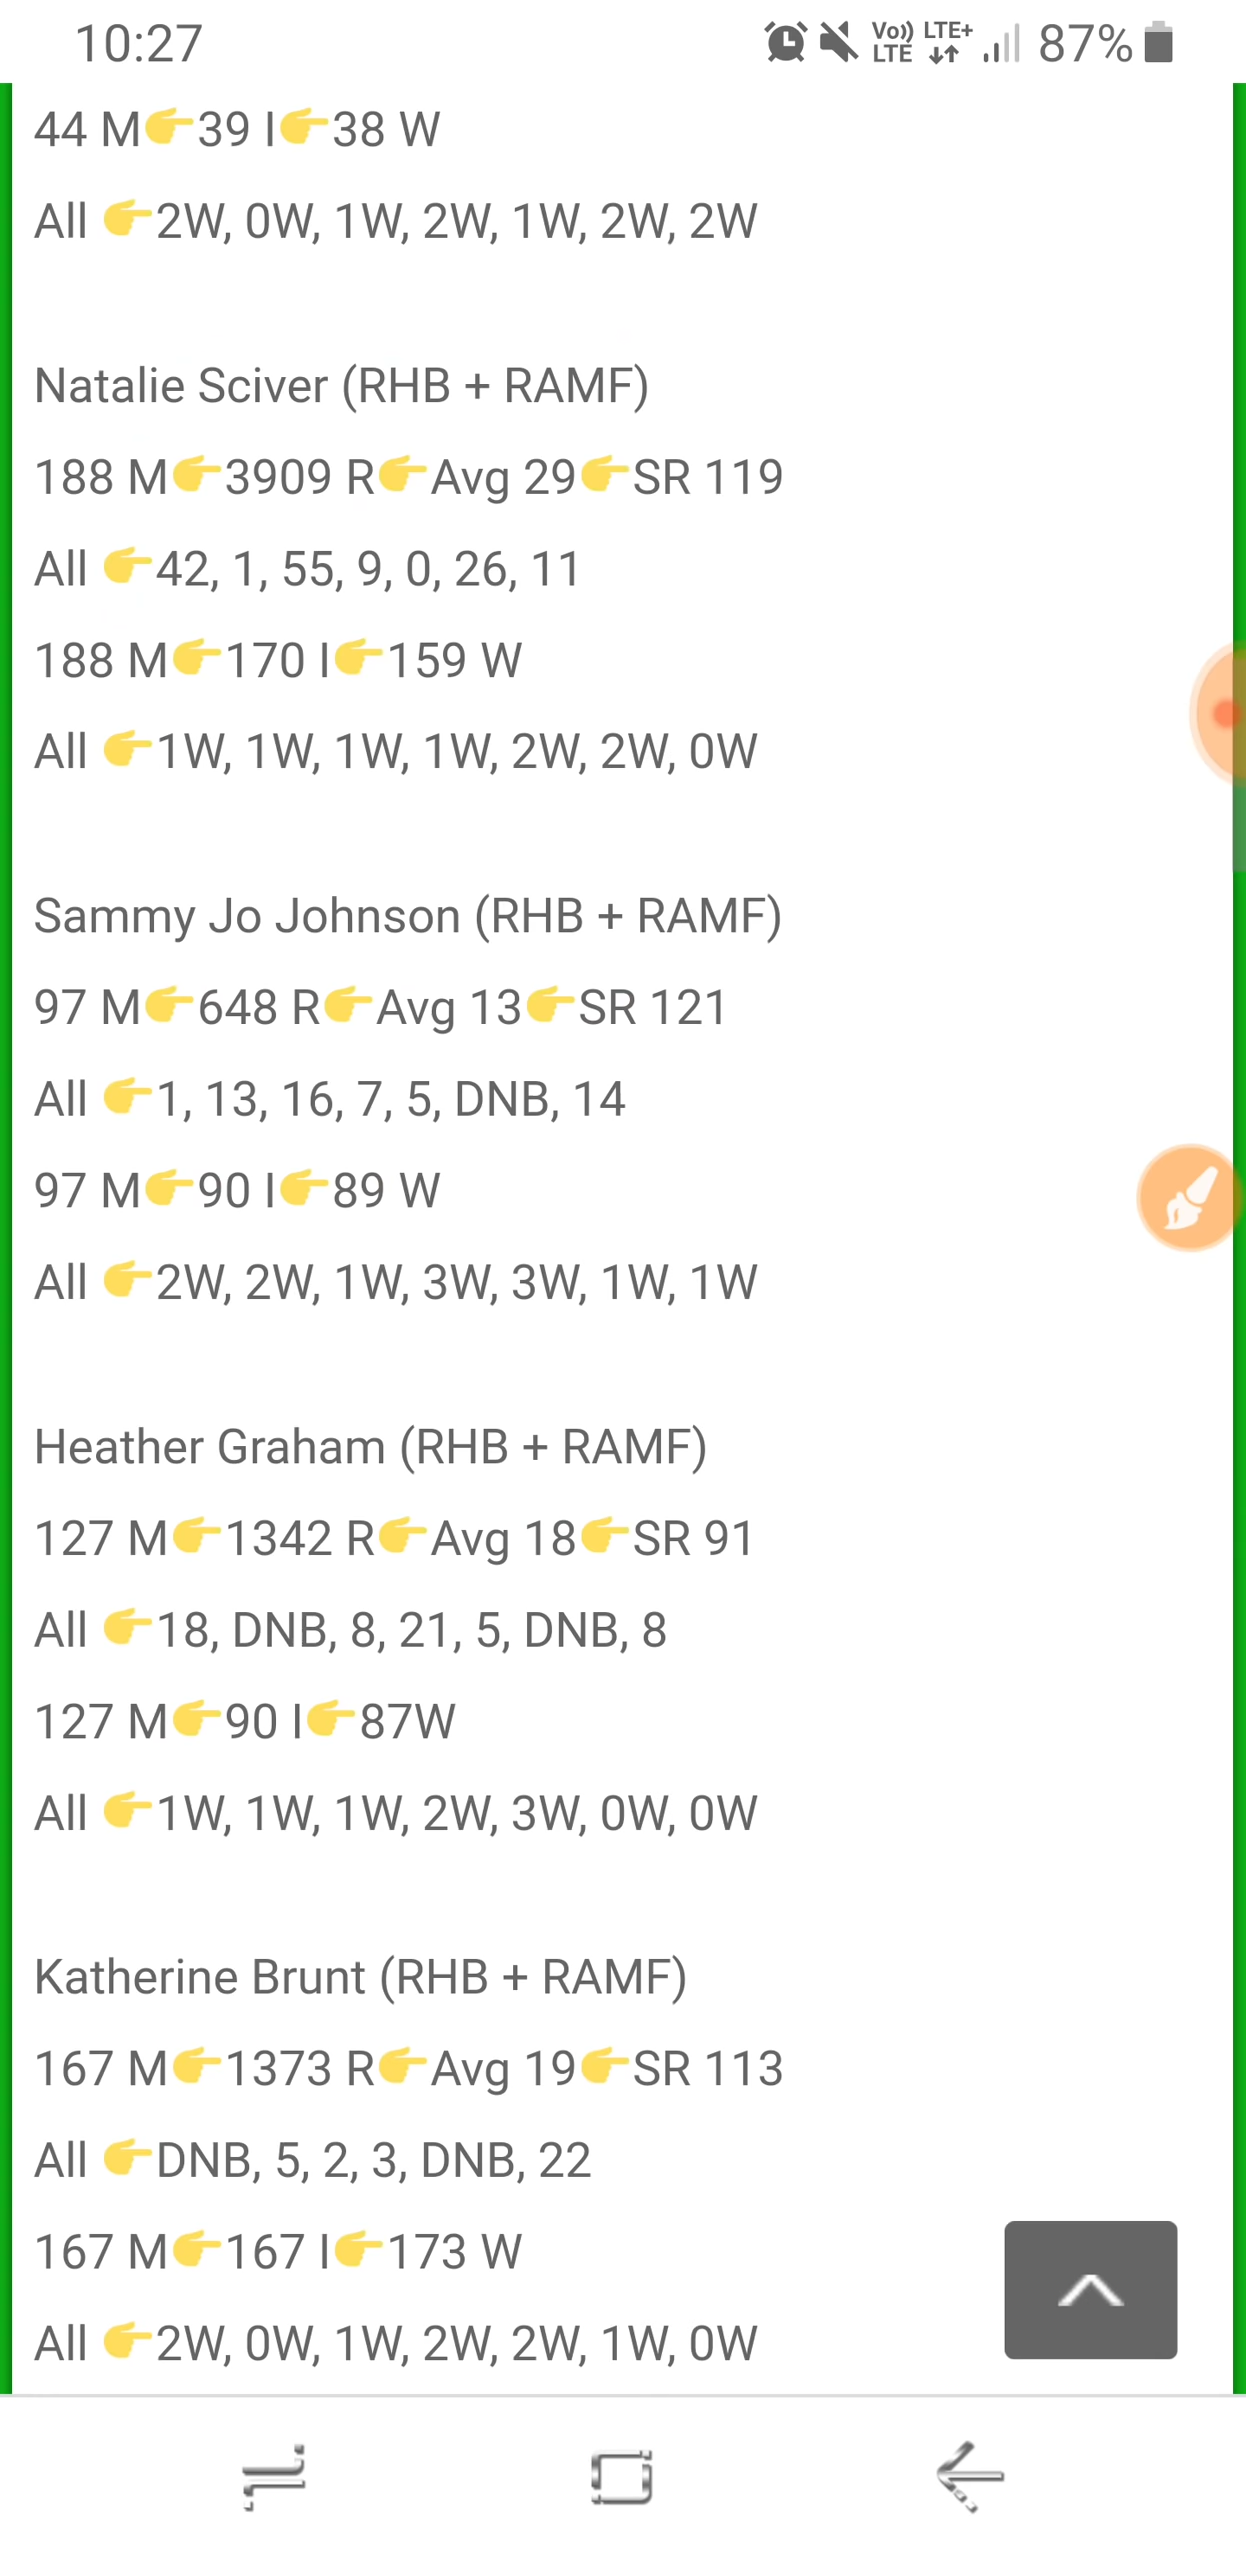 10:27
Vo)) LTE LTE+ 87%
44 M👉39 I👉38 W
All 👉2W, 0W, 1W, 2W, 1W, 2W, 2W
Natalie Sciver (RHB + RAMF)
188 M👉3909 R👉Avg 29👉SR 119
All 👉42, 1, 55, 9, 0, 26, 11
188 M👉170 I👉159 W
All 👉1W, 1W, 1W, 1W, 2W, 2W, 0W
Sammy Jo Johnson (RHB + RAMF)
97 M👉648 R👉Avg 13👉SR 121
All 👉1, 13, 16, 7, 5, DNB, 14
97 M👉90 I👉89 W
All 👉2W, 2W, 1W, 3W, 3W, 1W, 1W
Heather Graham (RHB + RAMF)
127 M👉1342 R👉Avg 18👉SR 91
All 👉18, DNB, 8, 21, 5, DNB, 8
127 M👉90 I👉87W
All 👉1W, 1W, 1W, 2W, 3W, 0W, 0W
Katherine Brunt (RHB + RAMF)
167 M👉1373 R👉Avg 19👉SR 113
All 👉DNB, 5, 2, 3, DNB, 22
167 M👉167 I👉173 W
All 👉2W, 0W, 1W, 2W, 2W, 1W, 0W